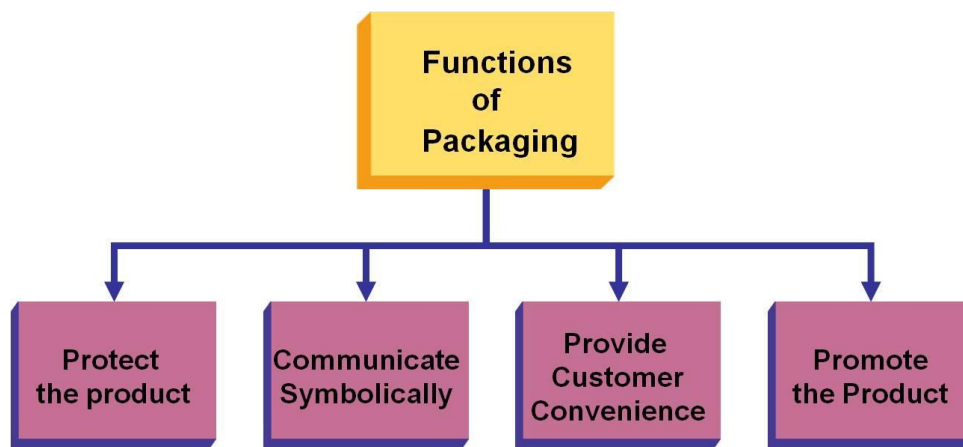 Functions
of
Packaging
Protect
the product
Communicate
Symbolically
Provide
Customer
Convenience
Promote
the Product